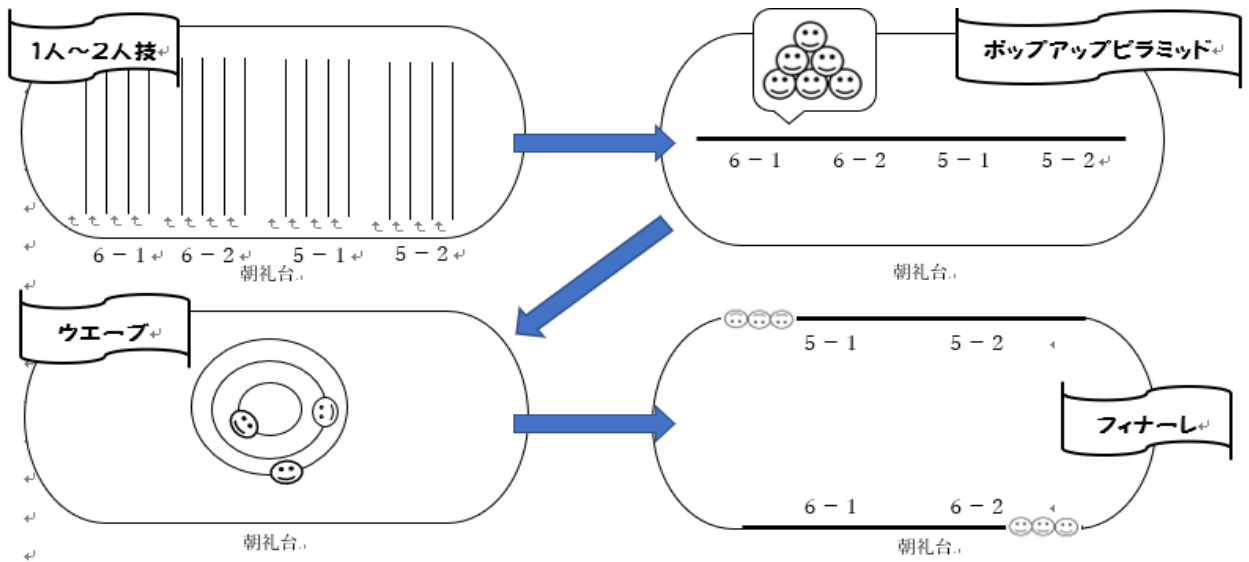 1人～2人技
6－1
6－2
5－1
5－2
朝礼台
ポップアップピラミッド
6－1 6－2 5－1 5－2
朝礼台
ウエーブ
朝礼台
フィナーレ
5－1 5－2
6－1 6－2
朝礼台